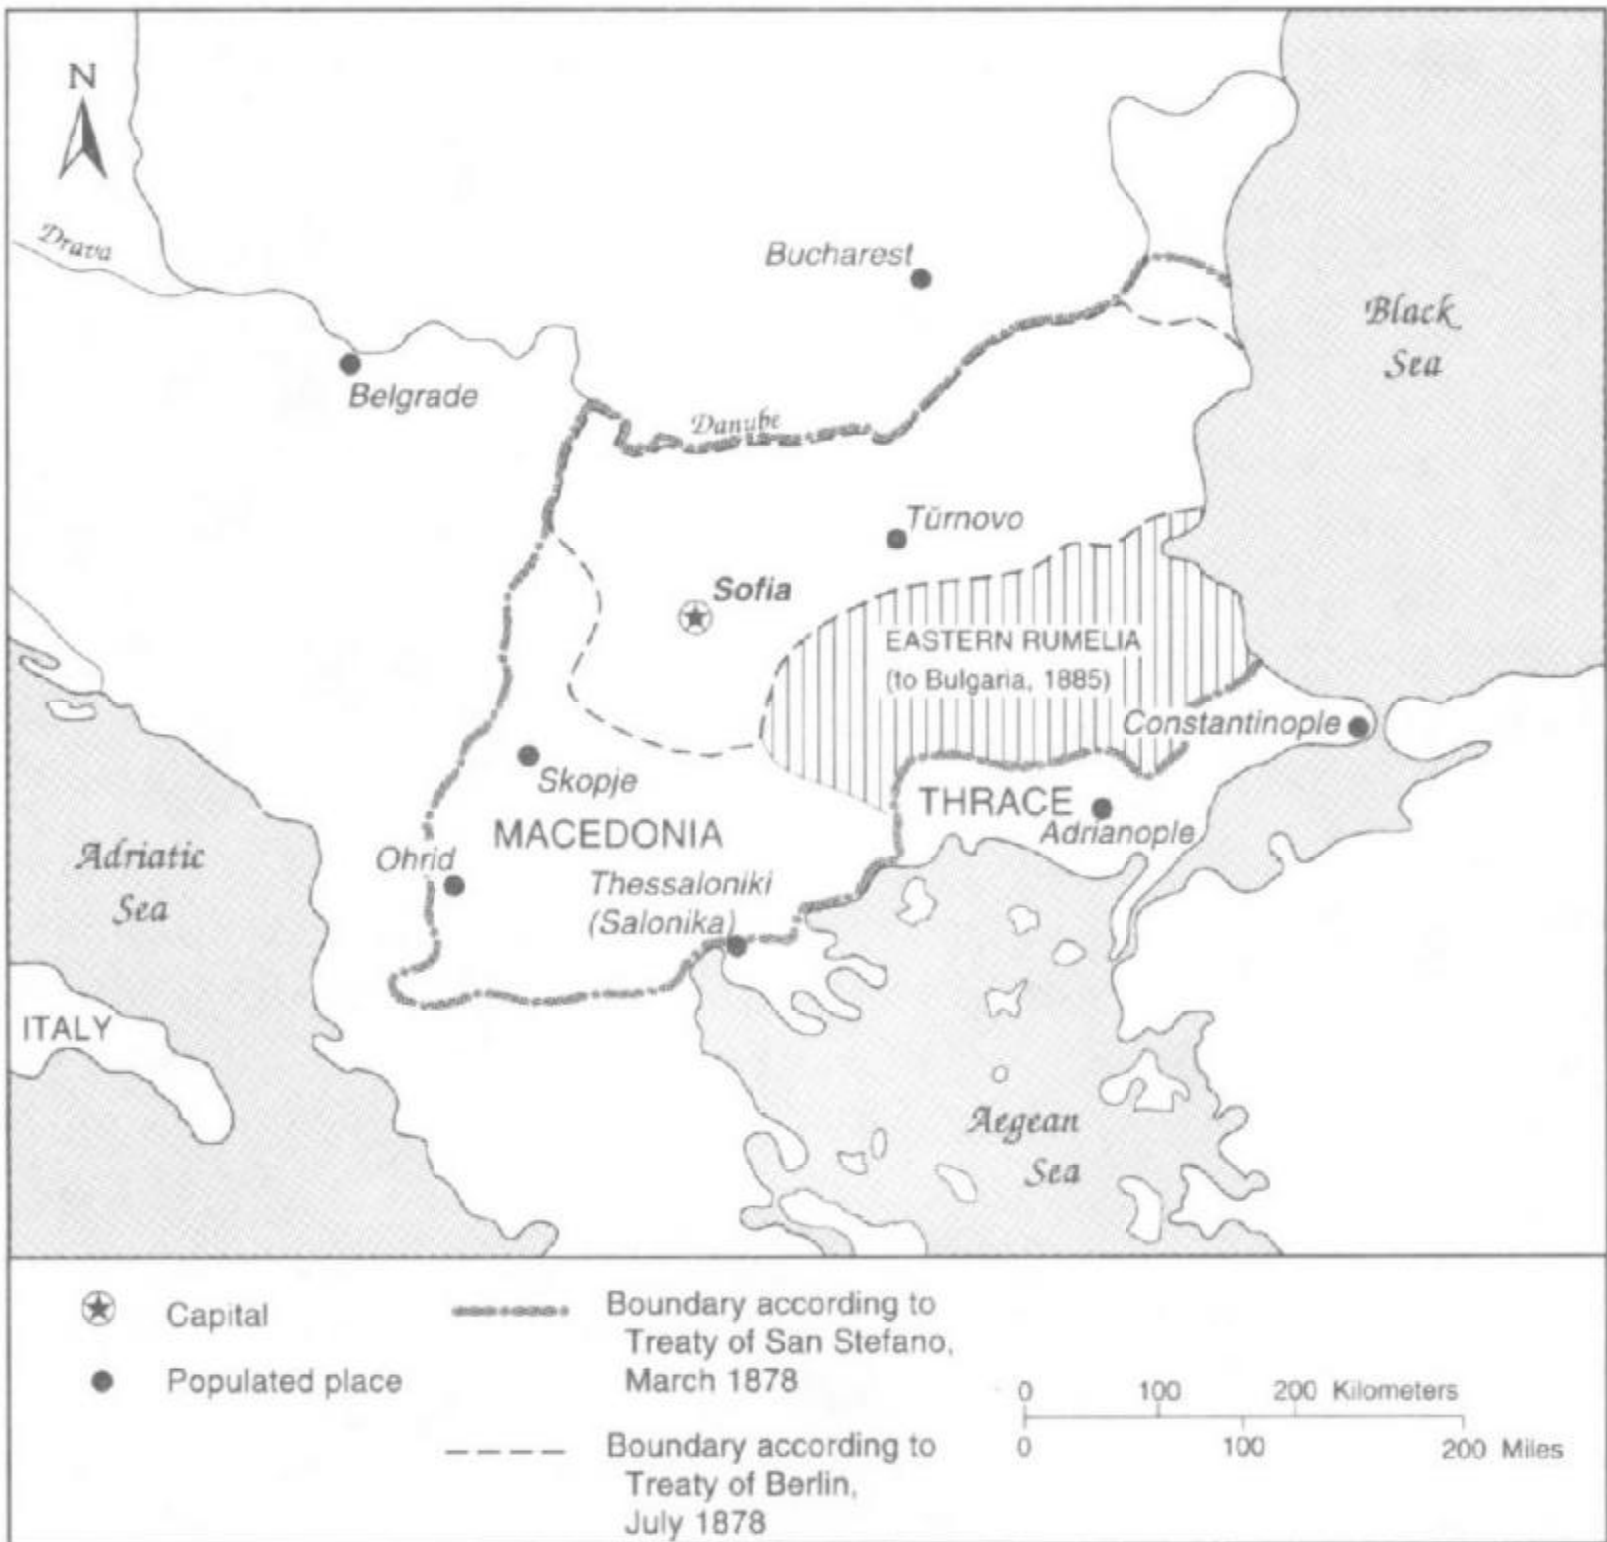 N
Drava
Bucharest
Black
Sea
Belgrade
Danube
Tŭrnovo
Sofia
EASTERN RUMELIA
(to Bulgaria, 1885)
Constantinople
Skopje
THRACE
MACEDONIA
Adrianople
Adriatic
Sea
Ohrid
Thessaloniki
(Salonika)
ITALY
Aegean
Sea
Capital
Populated place
Boundary according to
Treaty of San Stefano,
March 1878
Boundary according to
Treaty of Berlin,
July 1878
0 100 200 Kilometers
0 100 200 Miles